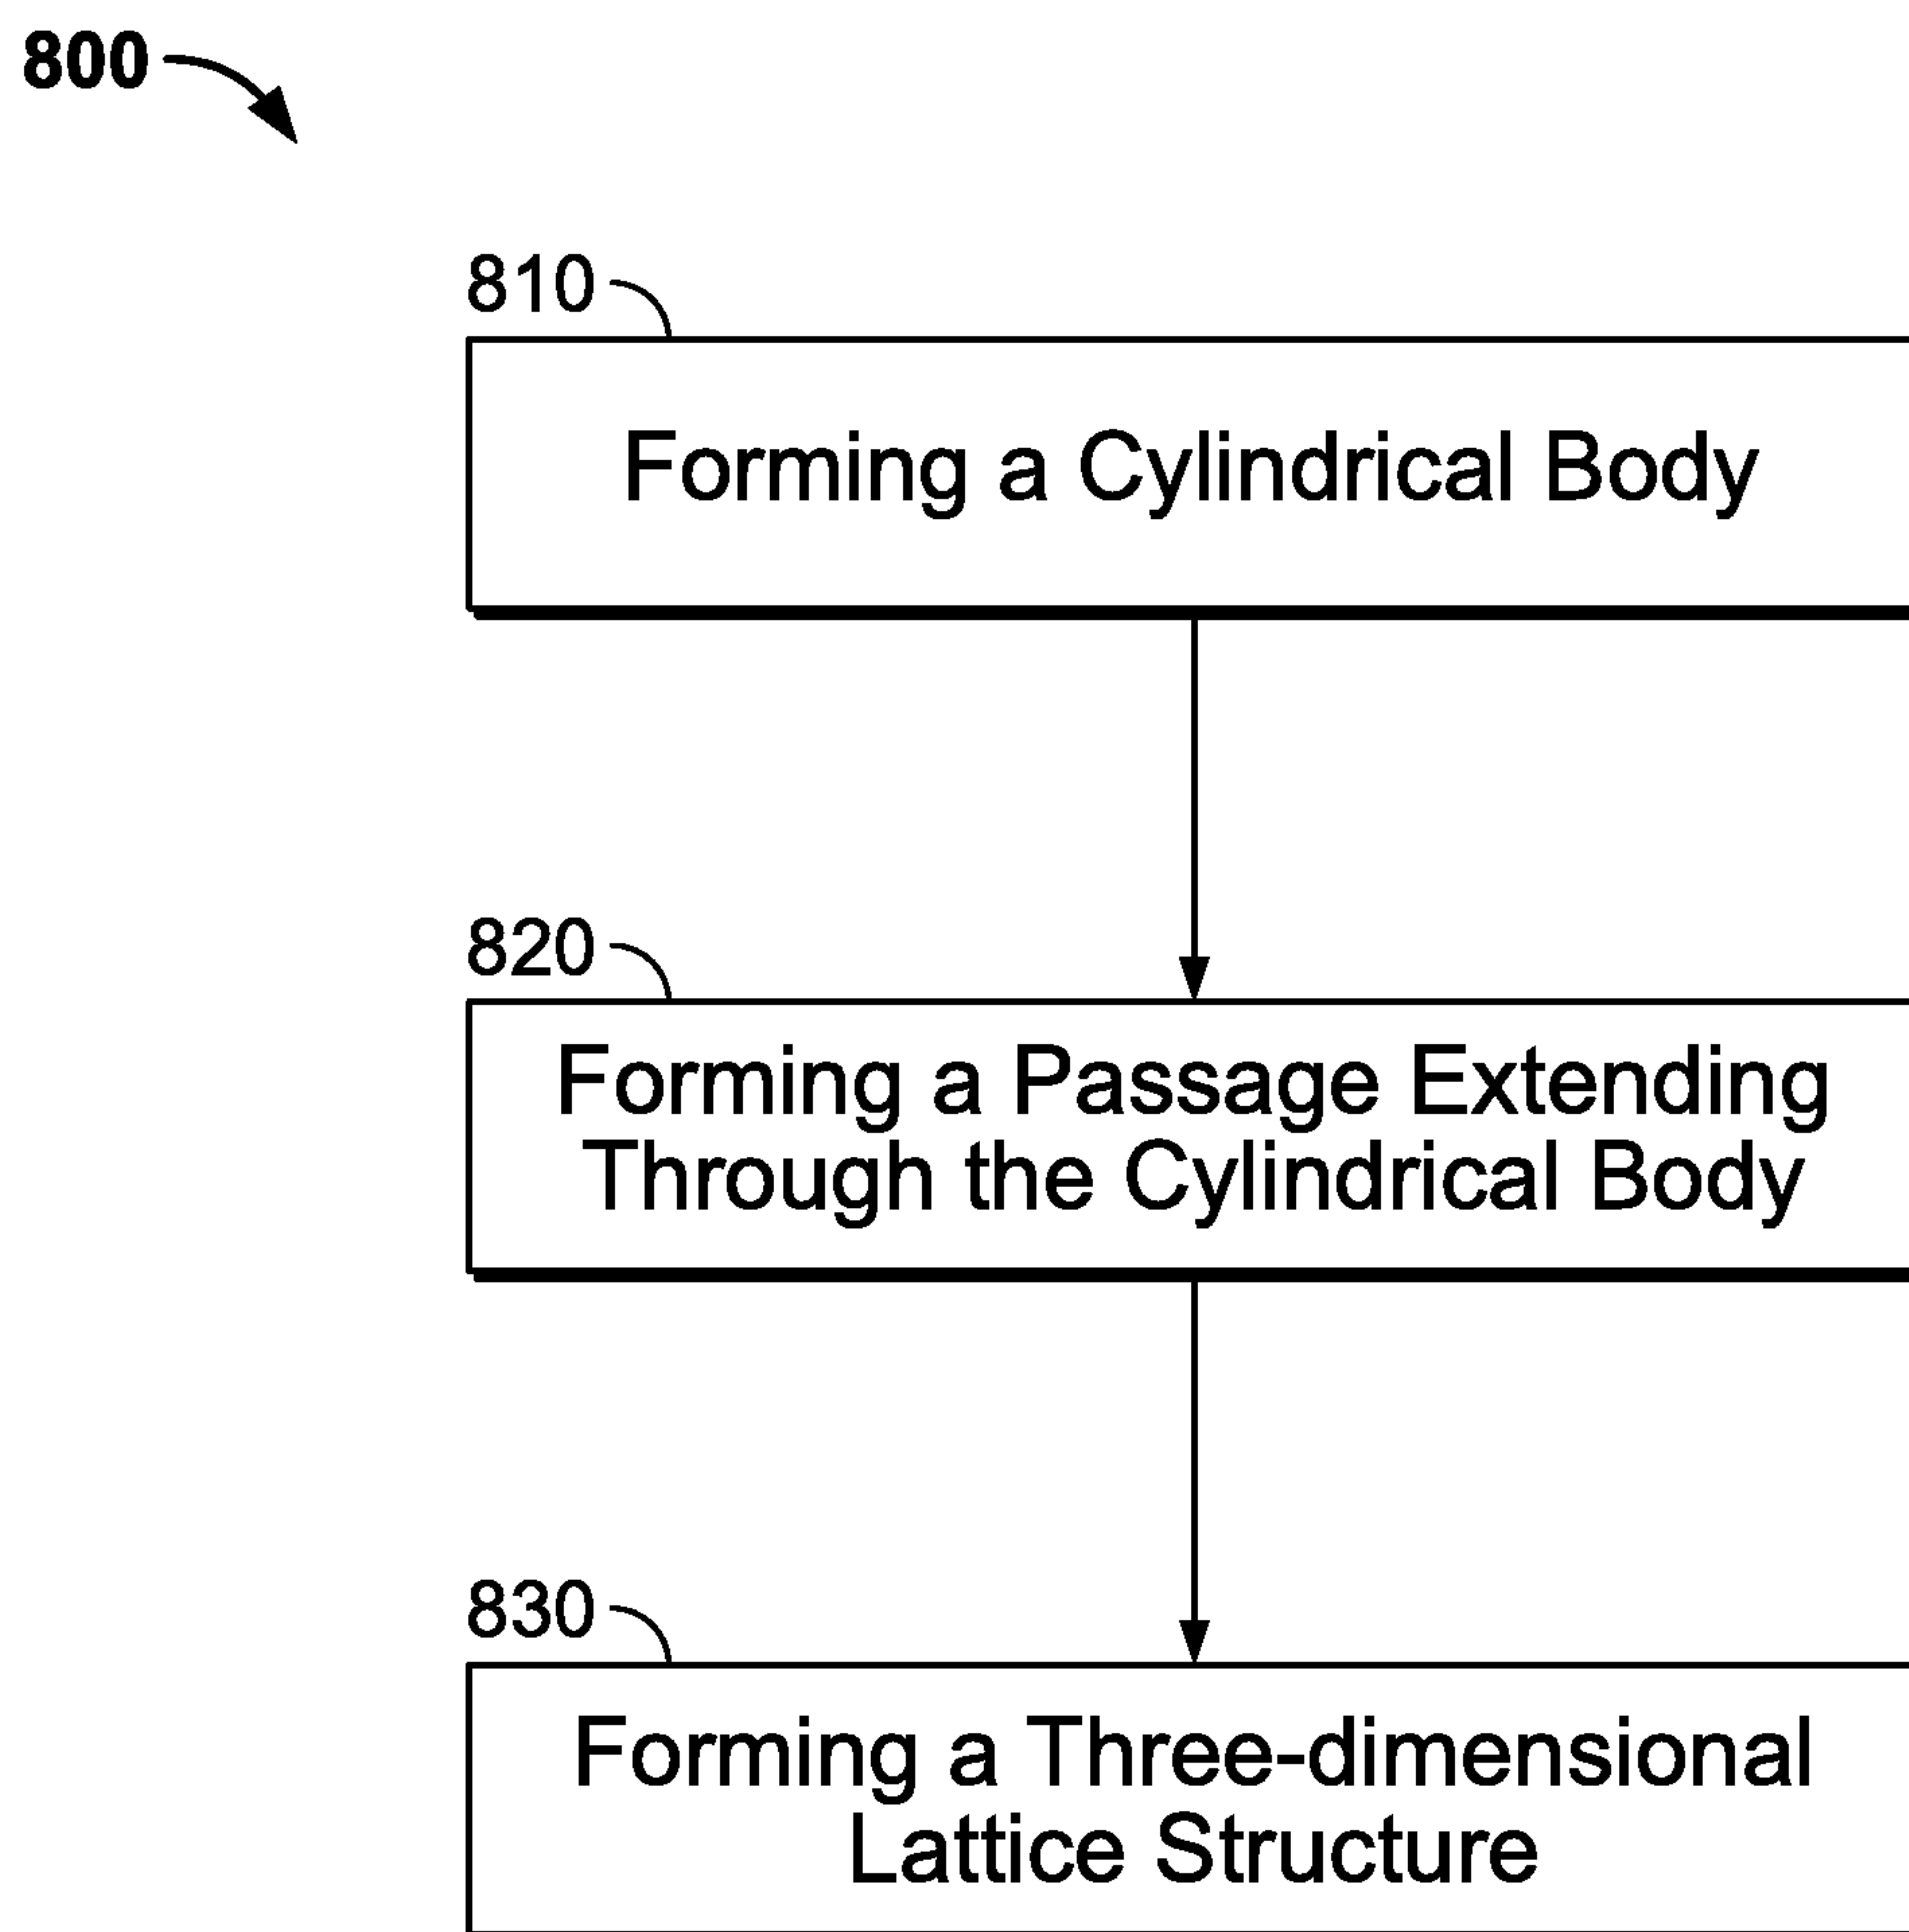 800
810
Forming a Cylindrical Body
820
Forming a Passage Extending
Through the Cylindrical Body
830
Forming a Three-dimensional
Lattice Structure